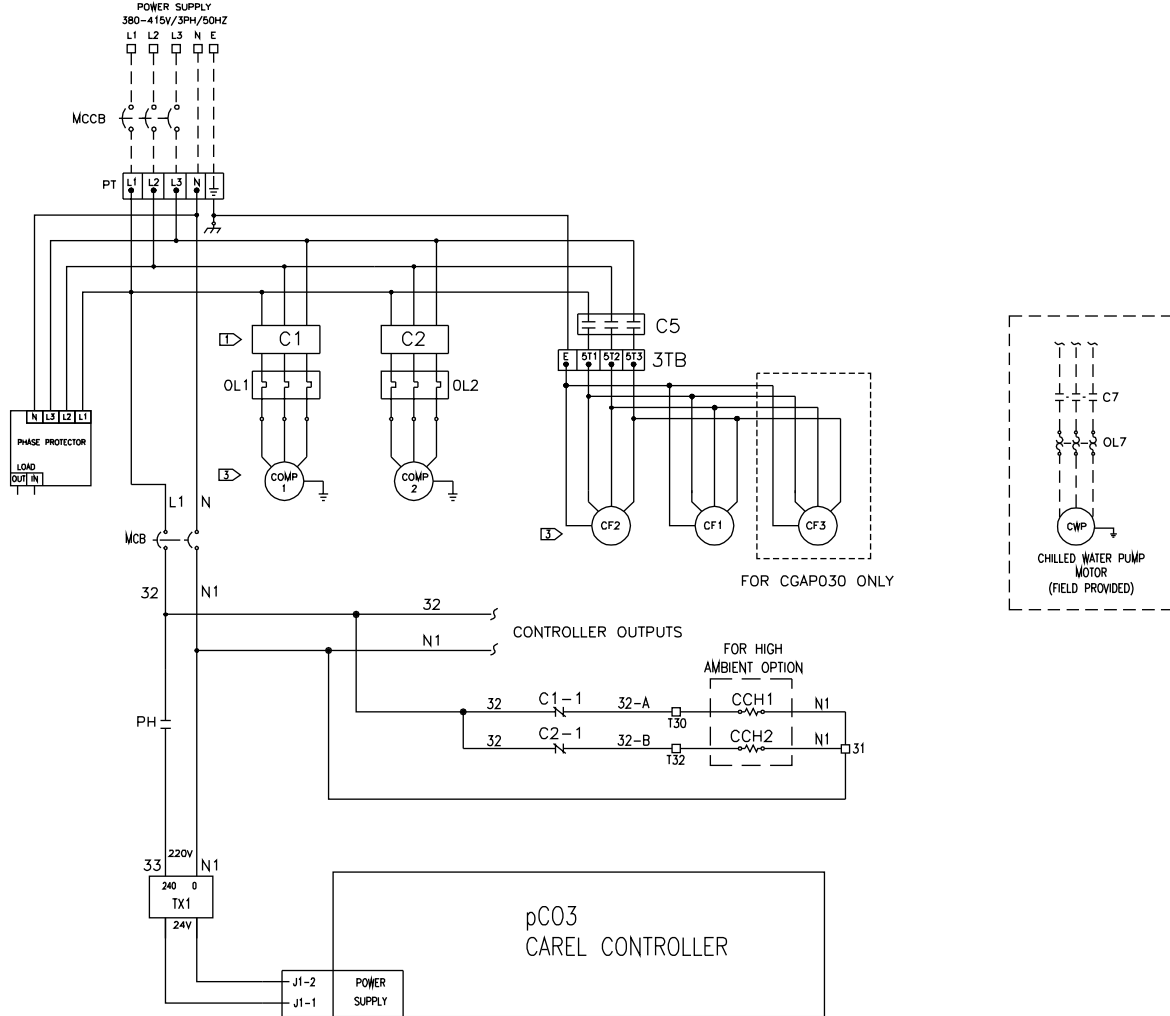 POWER SUPPLY
380-415V/3PH/50HZ
L1 L2 L3 N E
MCCB
PT L1 L2 L3 N
C1 C2
1
C5
E 5T1 5T2 5T3 3TB
OL1 OL2
C7
N L3 L2 L1
PHASE PROTECTOR
LOAD
OUT IN
OL7
3
COMP
1
COMP
2
L1 N
3
CF2 CF1 CF3
CWP
MCB
CHILLED WATER PUMP
MOTOR
(FIELD PROVIDED)
FOR CGAP030 ONLY
32 N1
32
N1
CONTROLLER OUTPUTS
FOR HIGH
AMBIENT OPTION
32 C1-1 32-A T30 CCH1 N1
PH
32 C2-1 32-B T32 CCH2 N1 31
220V
33 N1
240 0
TX1
24V
pCO3
CAREL CONTROLLER
J1-2 POWER
J1-1 SUPPLY